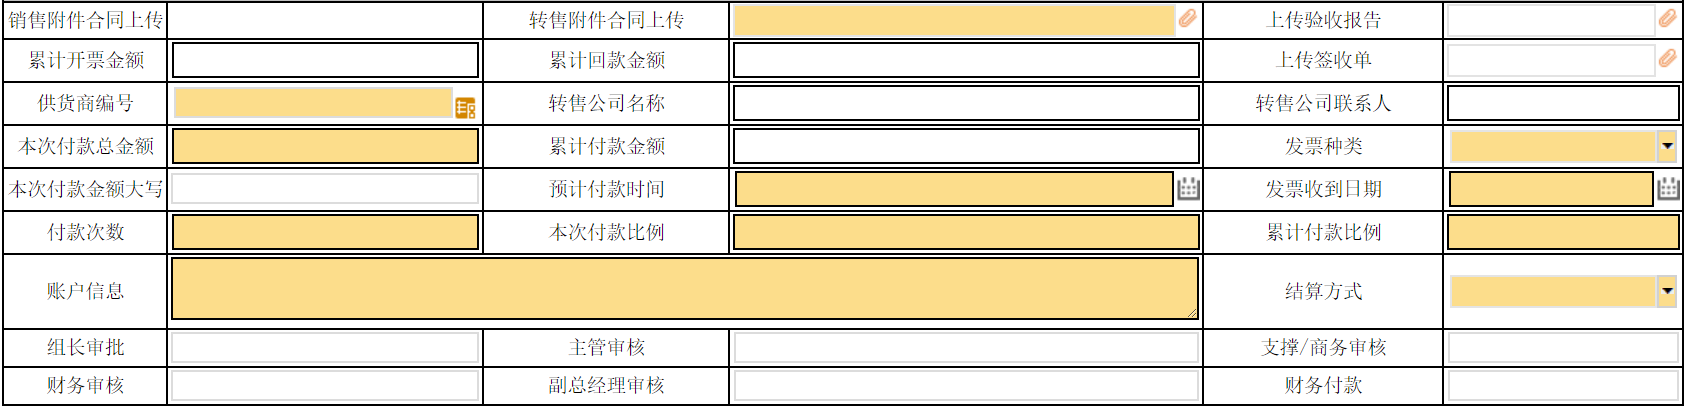 销售附件合同上传 转售附件合同上传 上传验收报告
累计开票金额 累计回款金额 上传签收单
供货商编号 转售公司名称 转售公司联系人
本次付款总金额 累计付款金额 发票种类
本次付款金额大写 预计付款时间 发票收到日期
付款次数 本次付款比例 累计付款比例
账户信息 结算方式
组长审批 主管审核 支撑/商务审核
财务审核 副总经理审核 财务付款